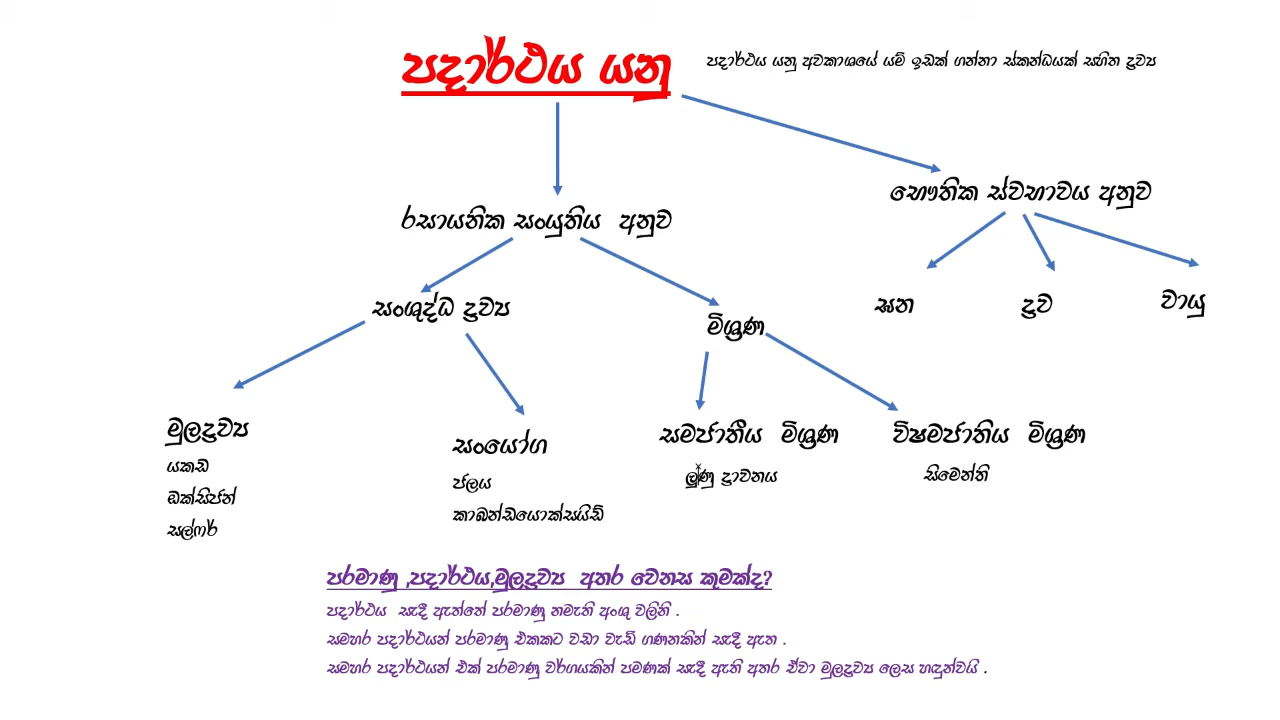 පදාර්ථය යනු
පදාර්ථය යනු අවකාශයේ යම් ඉඩක් ගන්නා ස්කන්ධයක් සහිත ද්‍රව්‍ය
භෞතික ස්වභාවය අනුව
රසායනික සංයුතිය අනුව
ඝන
ද්‍රව
වායු
සංශුද්ධ ද්‍රව්‍ය
මිශ්‍රණ
මුලද්‍රව්‍ය
යකඩ
ඔක්සිජන්
සල්ෆර්
සංයෝග
ජලය
කාබන්ඩයොක්සයිඩ්
සමජාතීය මිශ්‍රණ
ලුණු ද්‍රාවනය
විෂමජාතිය මිශ්‍රණ
සිමෙන්ති
පරමාණු ,පදාර්ථය,මුලද්‍රව්‍ය අතර වෙනස කුමක්ද?
පදාර්ථය සෑදී ඇත්තේ පරමාණු නමැති අංශු වලිනි .
සමහර පදාර්ථයන් පරමාණු එකකට වඩා වැඩි ගණනකින් සෑදී ඇත .
සමහර පදාර්ථයන් එක් පරමාණු වර්ගයකින් පමණක් සෑදී ඇති අතර ඒවා මුලද්‍රව්‍ය ලෙස හඳුන්වයි .